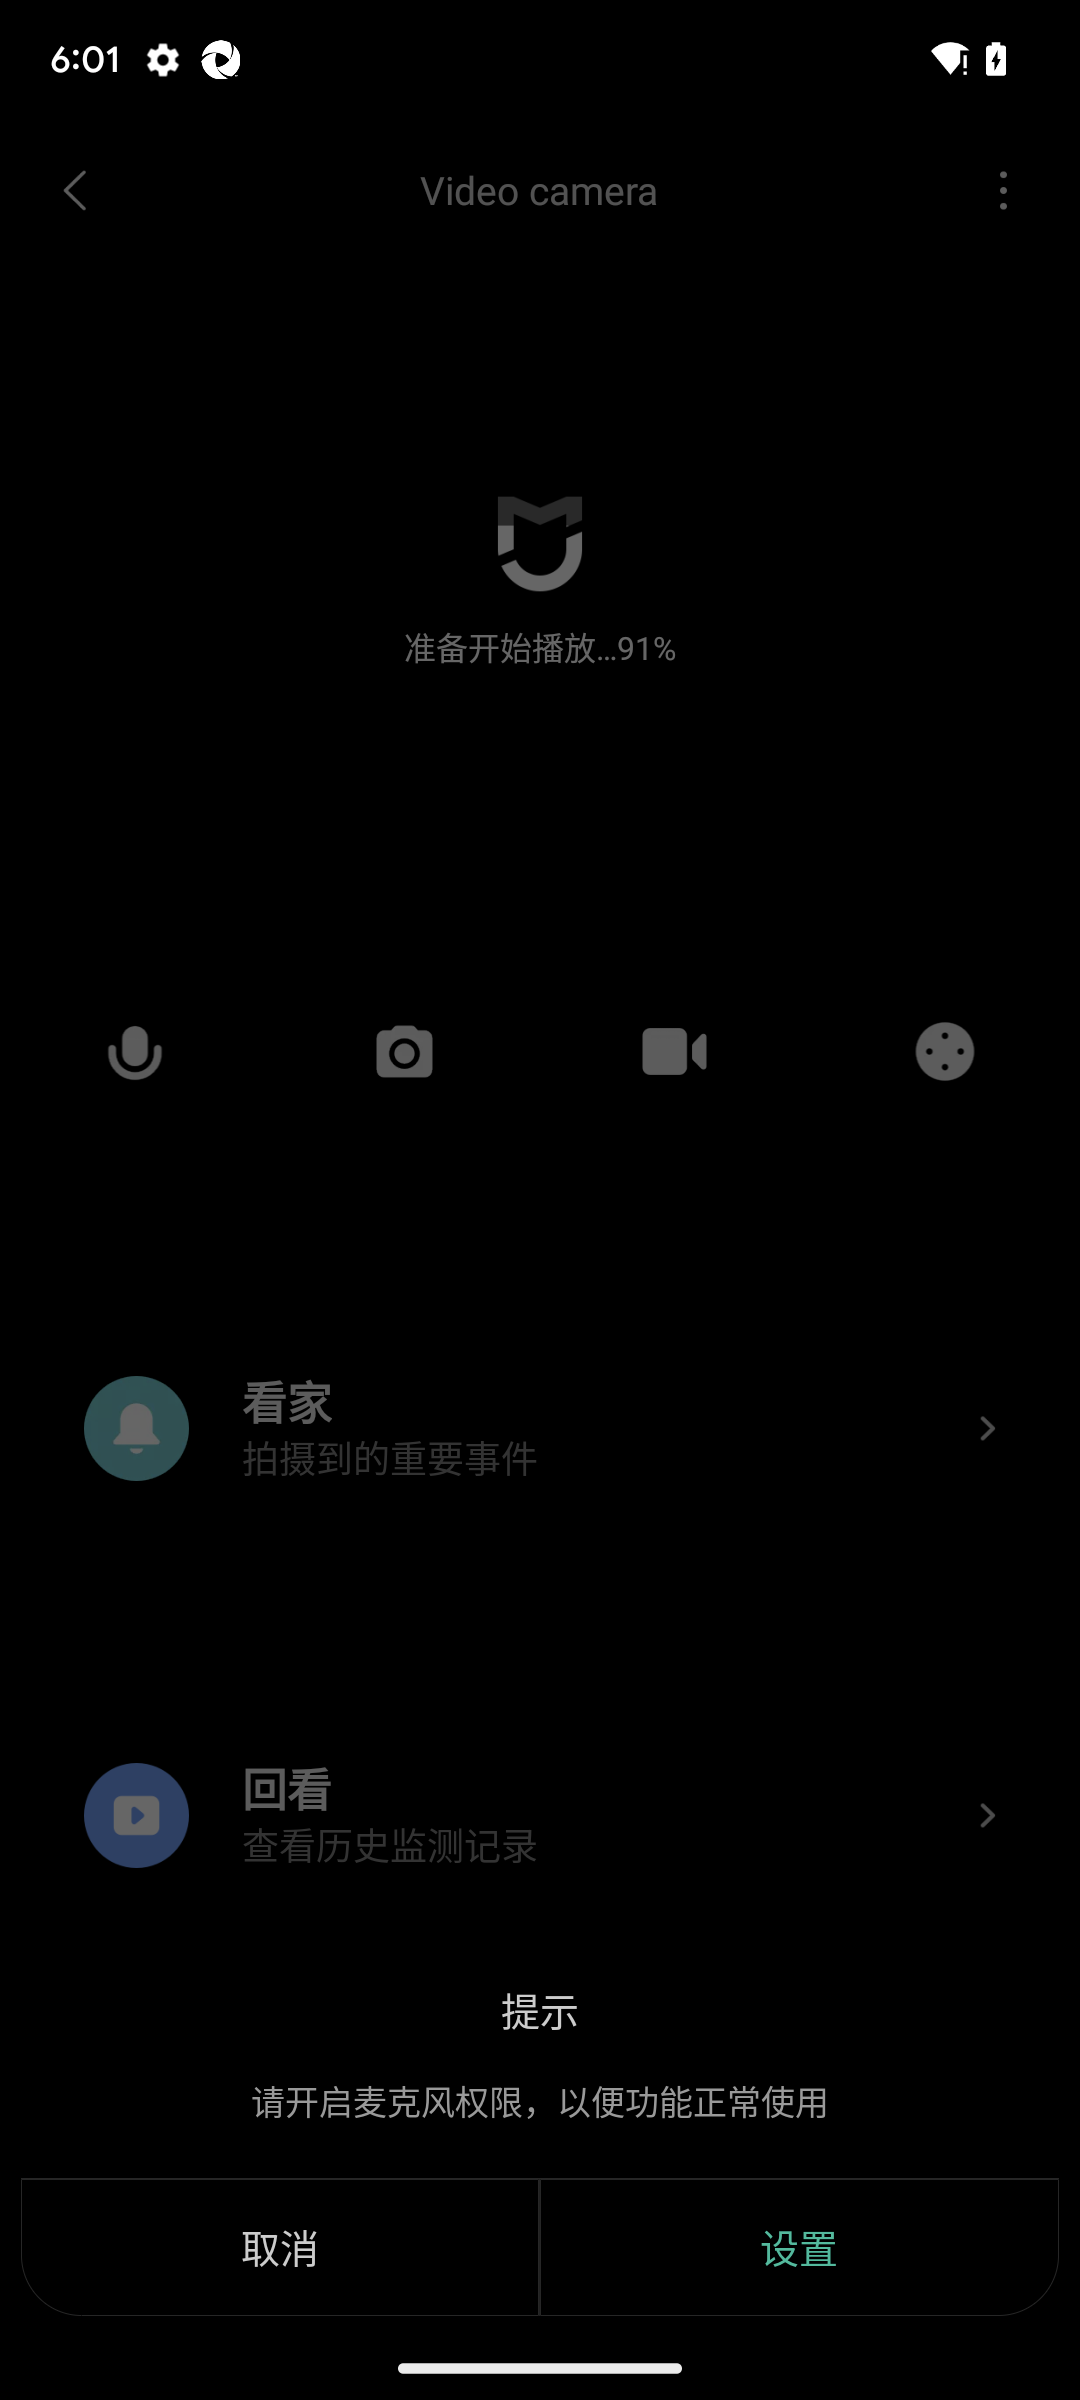 6:01
Video camera
准备开始播放...91%
看家
拍摄到的重要事件
回看
查看历史监测记录
提示
请开启麦克风权限，以便功能正常使用
取消
设置